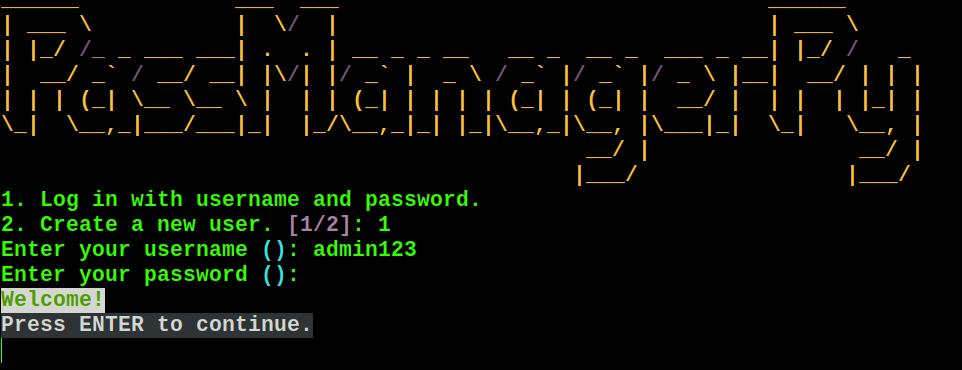 PassManagerPy
1. Log in with username and password.
2. Create a new user. [1/2]: 1
Enter your username (): admin123
Enter your password ():
Welcome!
Press ENTER to continue.